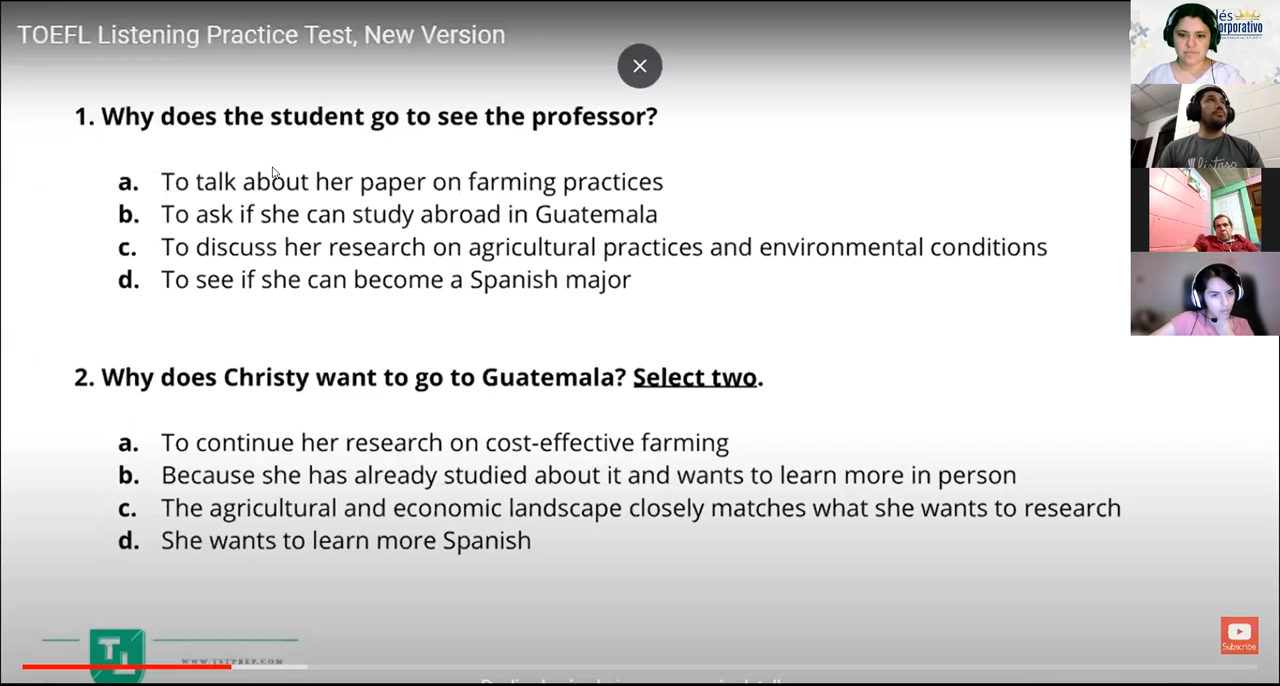 TOEFL Listening Practice Test, New Version
1. Why does the student go to see the professor?
a. To talk about her paper on farming practices
b. To ask if she can study abroad in Guatemala
c. To discuss her research on agricultural practices and environmental conditions
d. To see if she can become a Spanish major
2. Why does Christy want to go to Guatemala? Select two.
a. To continue her research on cost-effective farming
b. Because she has already studied about it and wants to learn more in person
c. The agricultural and economic landscape closely matches what she wants to research
d. She wants to learn more Spanish
TL
WWW.TSTPREP.COM
Subscribe